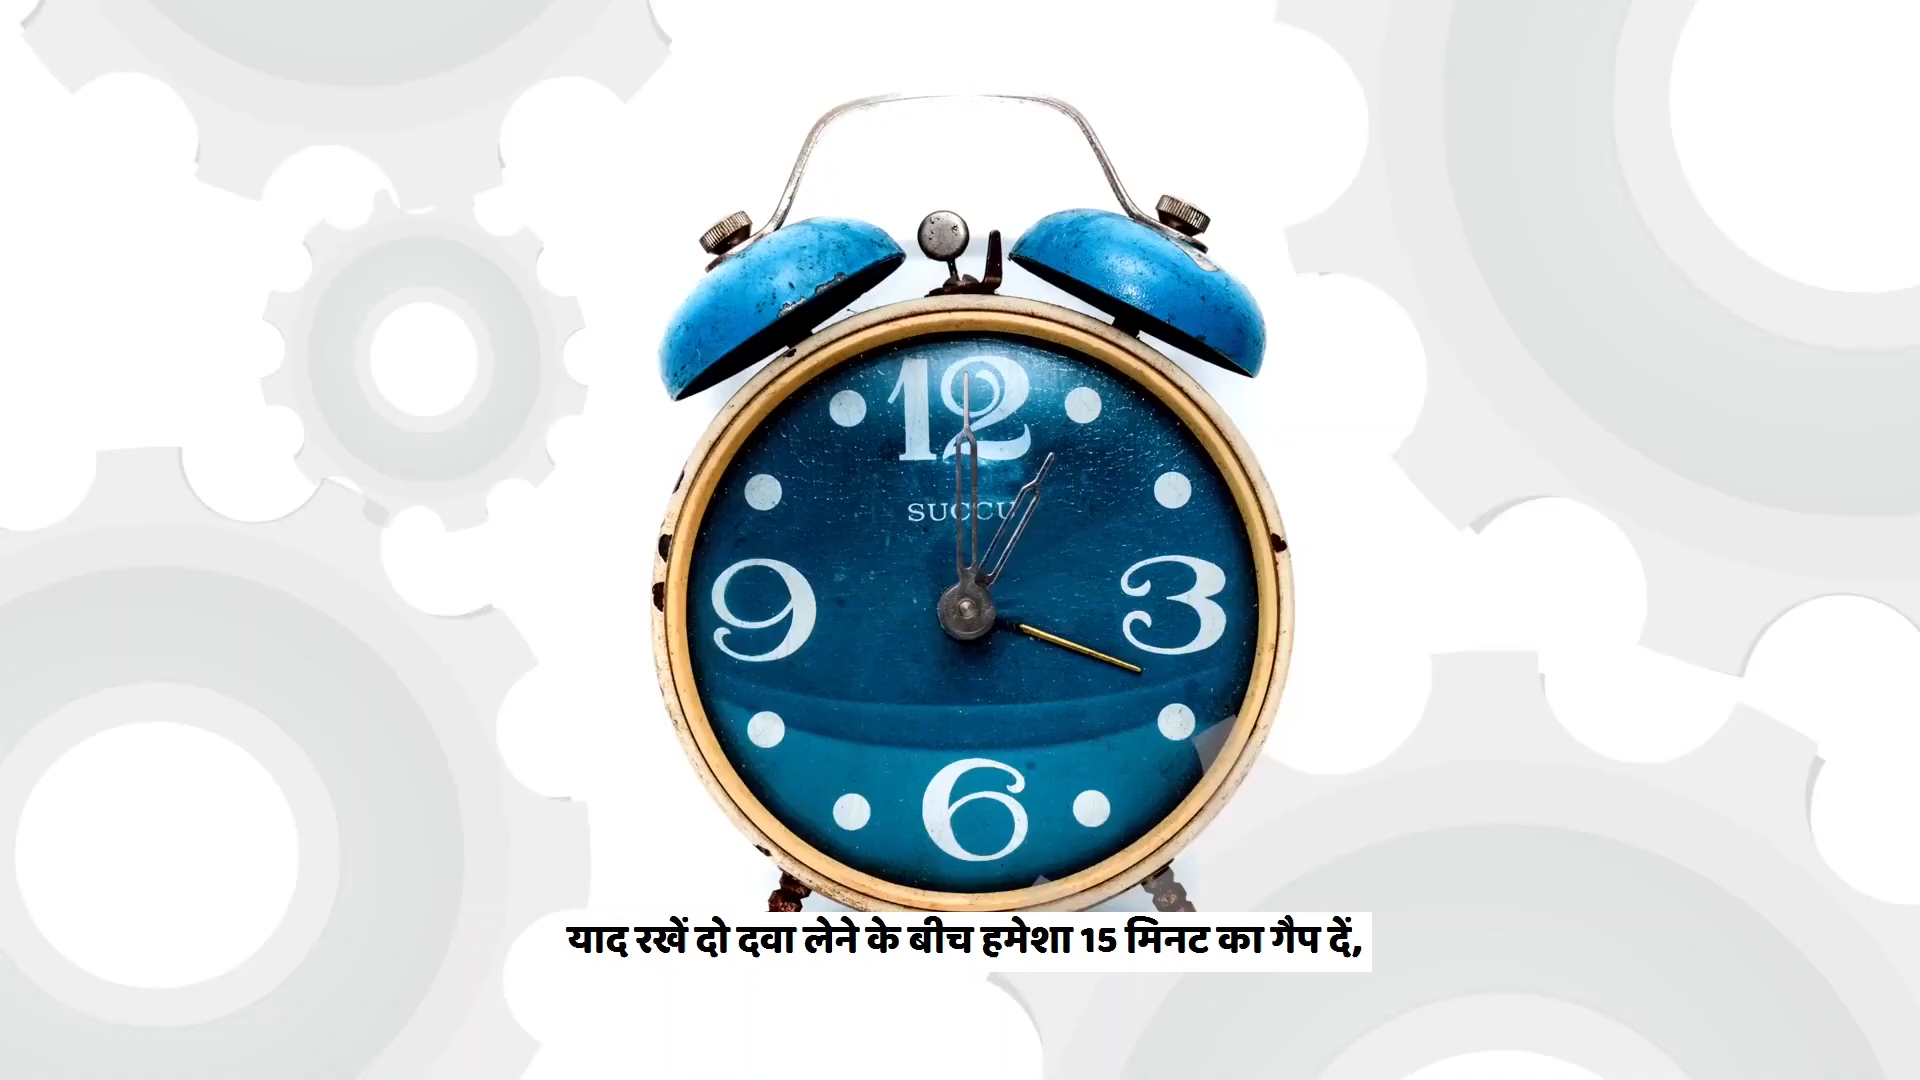 12
SUCCU
9
3
6
याद रखें दो दवा लेने के बीच हमेशा 15 मिनट का गैप दें,